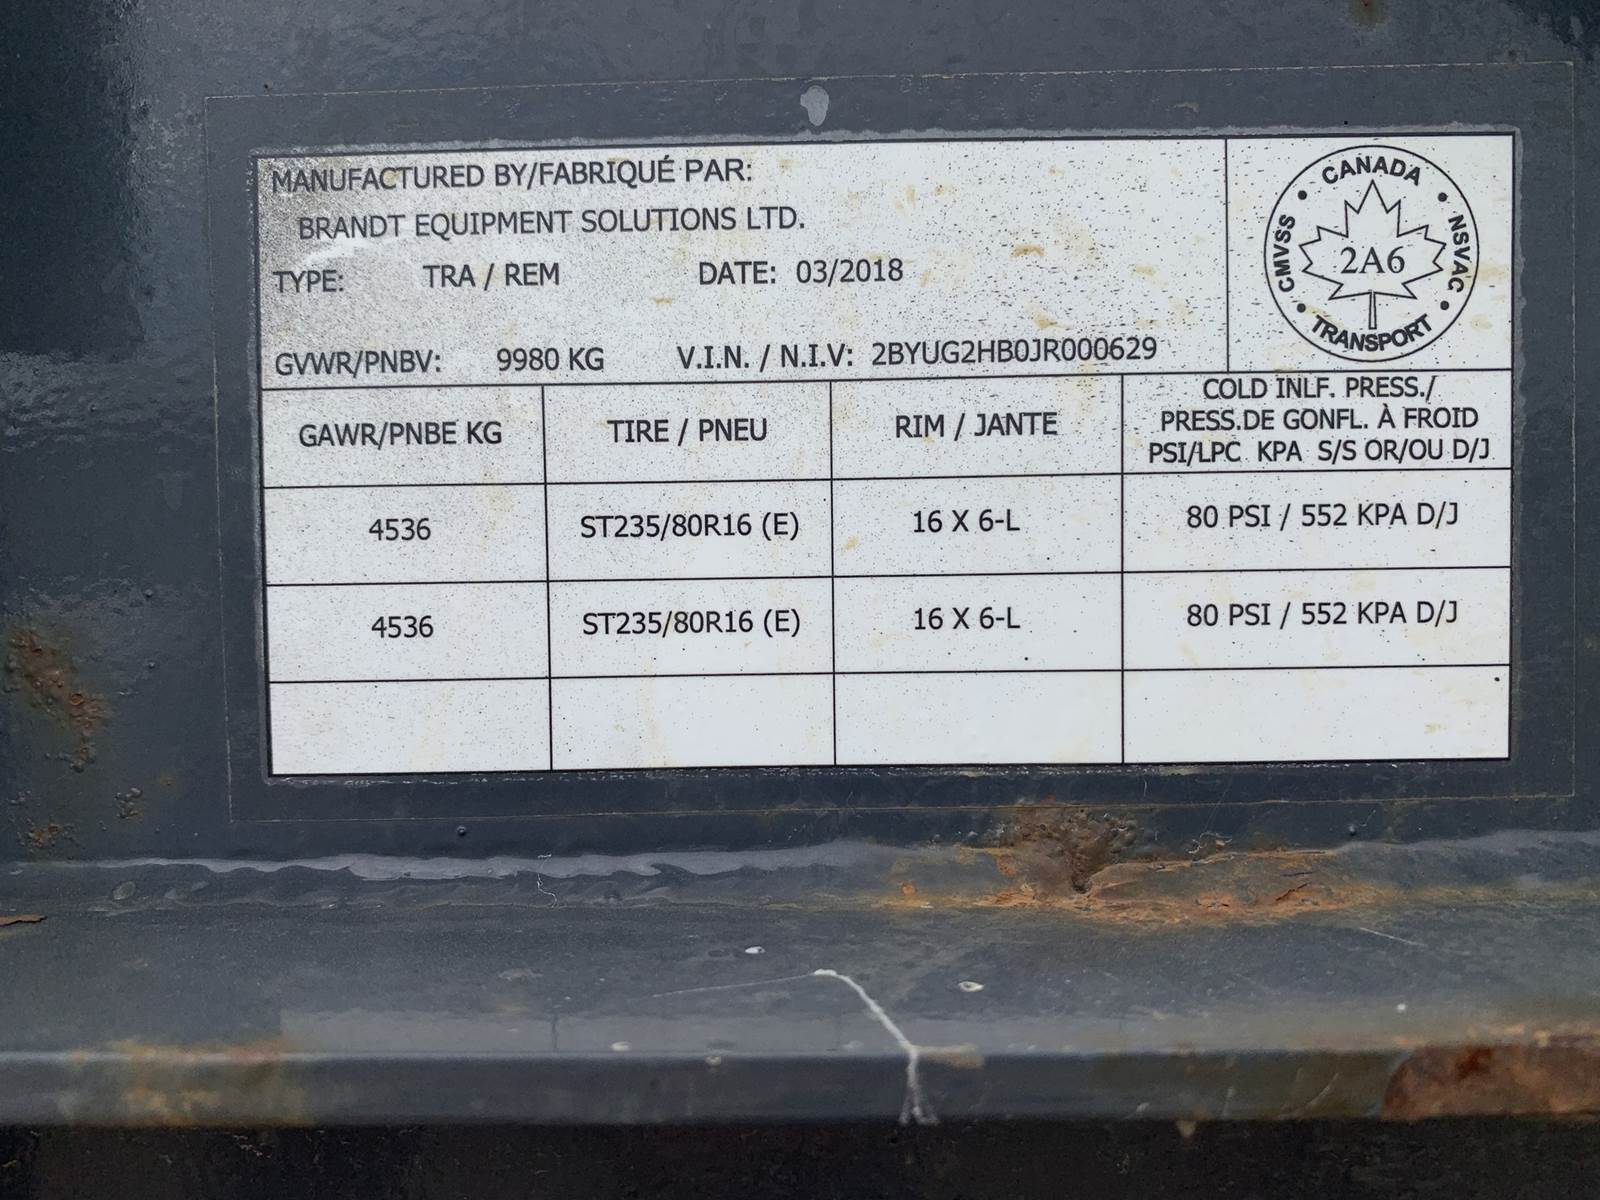 MANUFACTURED BY/FABRIQUÉ PAR:
BRANDT EQUIPMENT SOLUTIONS LTD.
TYPE: TRA / REM DATE: 03/2018
GVWR/PNBV: 9980 KG V.I.N. / N.I.V: 2BYUG2HB0JR000629
CANADA
CMVSS 2A6 NSVAC
TRANSPORT
GAWR/PNBE KG TIRE / PNEU RIM / JANTE COLD INLF. PRESS./
PRESS.DE GONFL. À FROID
PSI/LPC KPA S/S OR/OU D/J
4536 ST235/80R16 (E) 16 X 6-L 80 PSI / 552 KPA D/J
4536 ST235/80R16 (E) 16 X 6-L 80 PSI / 552 KPA D/J